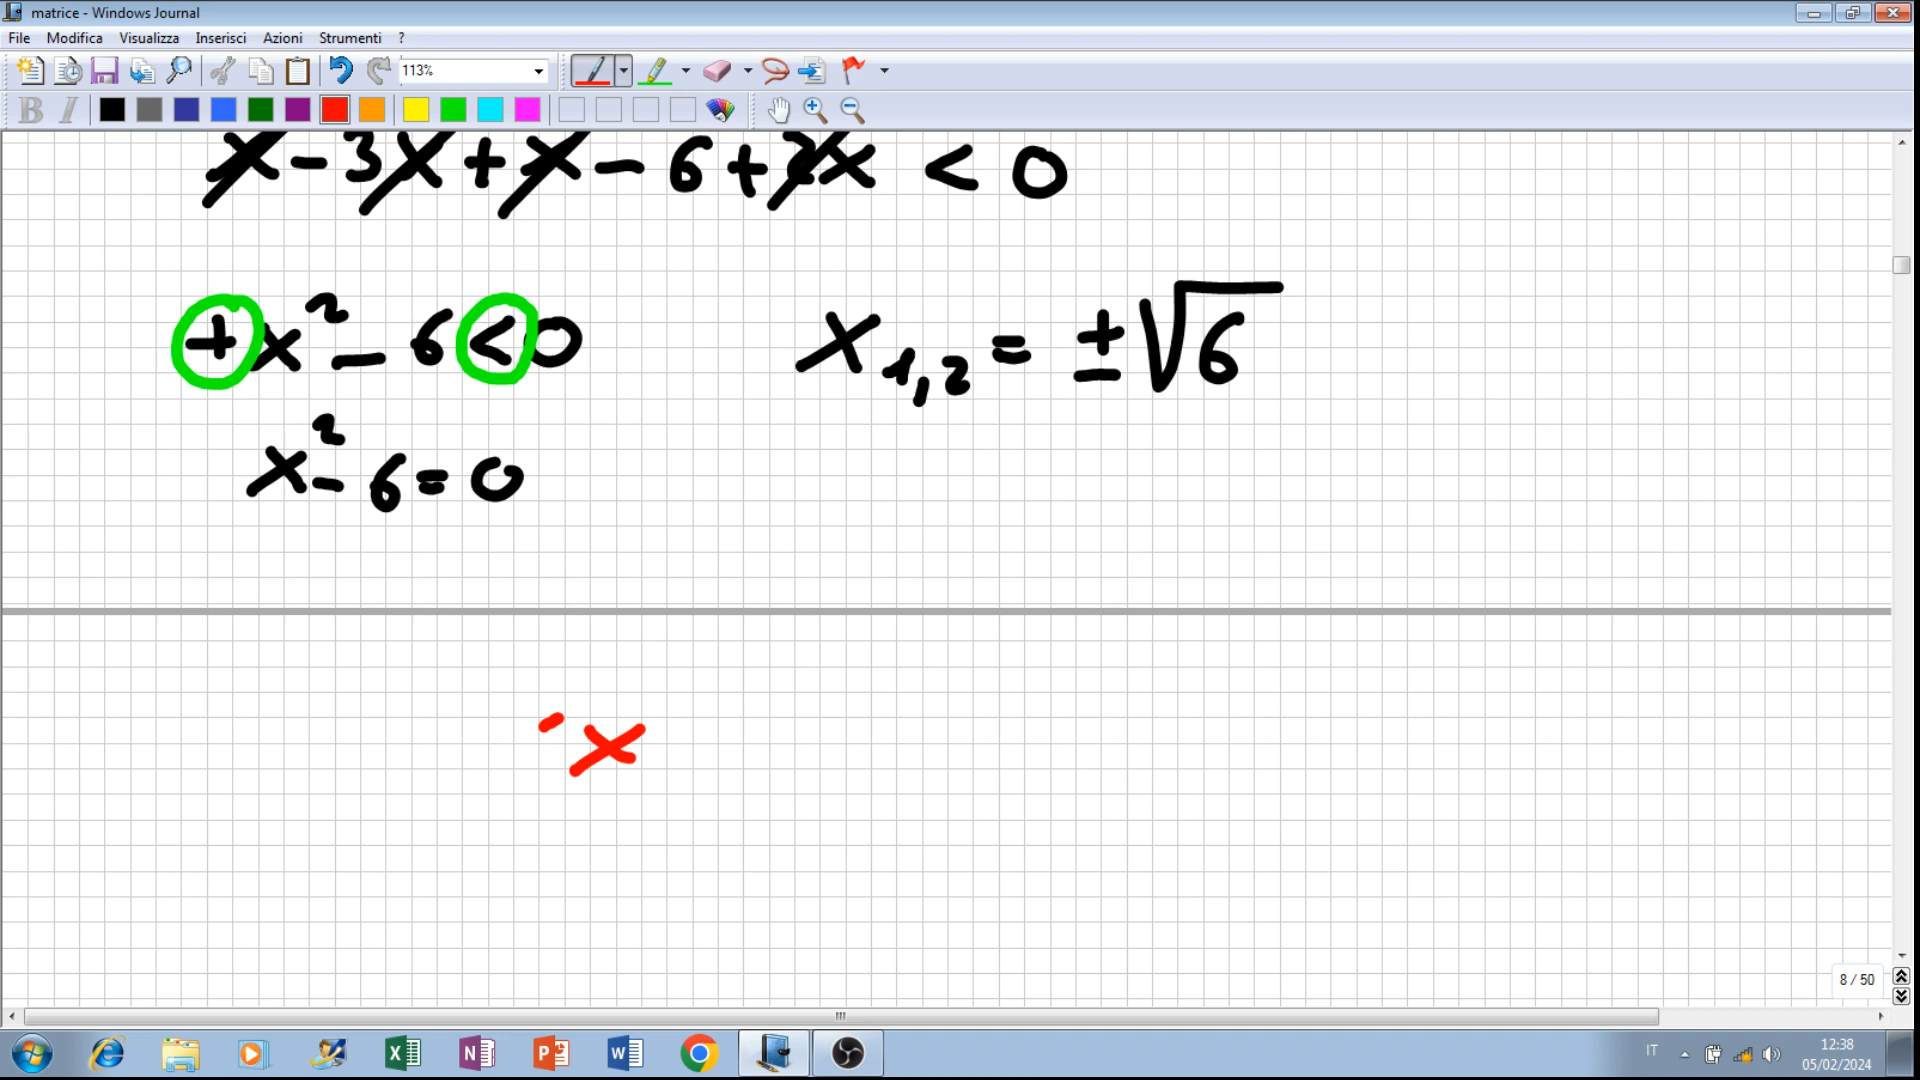 matrice - Windows Journal
File Modifica Visualizza Inserisci Azioni Strumenti ?
113%
B I
x - 3x + x - 6 + 2x < 0
+x² - 6 < 0 x₁,₂ = ±√6
x² - 6 = 0
- x
8 / 50
IT 12:38
05/02/2024